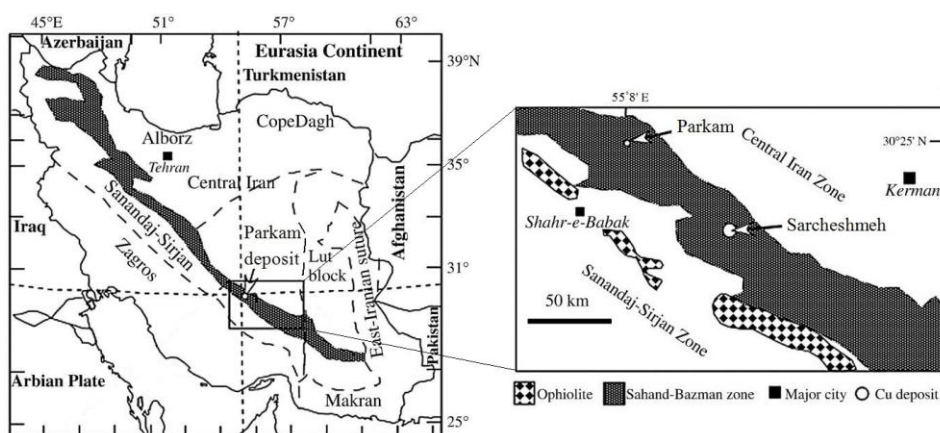 45°E 51° 57° 63°
Azerbaijan
Eurasia Continent
39°N
Turkmenistan
CopeDagh
Alborz
Tehran
35°
Central Iran
Sanandaj-Sirjan
Afghanistan
Iraq
Zagros
Parkam
deposit
Lut
block
East-Iranian suture
31°
Pakistan
Arbian Plate
Makran
25°
55°8' E
Parkam
30°25' N
Central Iran Zone
Kerman
Shahr-e-Babak
Sarcheshmeh
50 km
Sanandaj-Sirjan Zone
Ophiolite Sahand-Bazman zone Major city Cu deposit